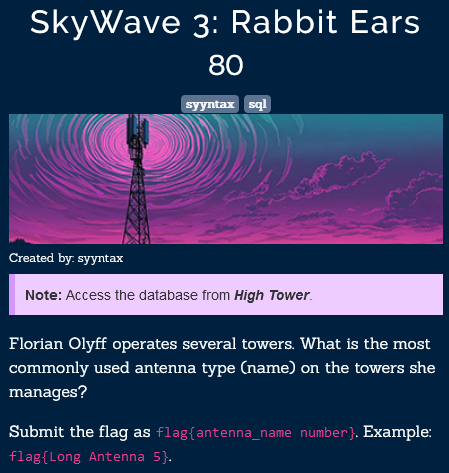 SkyWave 3: Rabbit Ears
80
syyntax sql
Created by: syyntax
Note: Access the database from High Tower.
Florian Olyff operates several towers. What is the most
commonly used antenna type (name) on the towers she
manages?
Submit the flag as flag{antenna_name number}. Example:
flag{Long Antenna 5}.